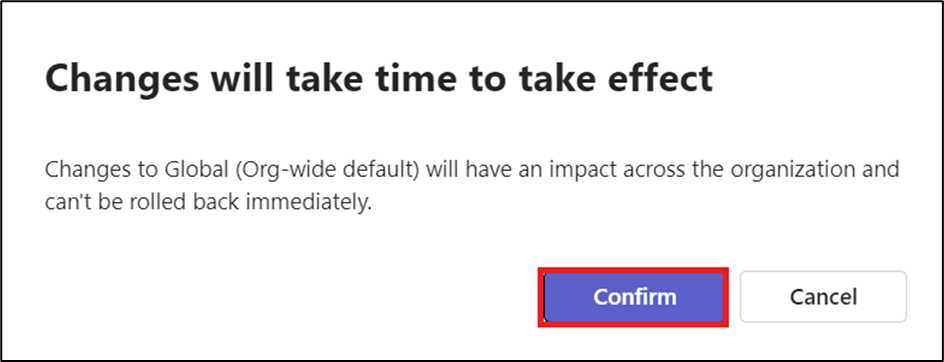 Changes will take time to take effect
Changes to Global (Org-wide default) will have an impact across the organization and
can't be rolled back immediately.
Confirm
Cancel